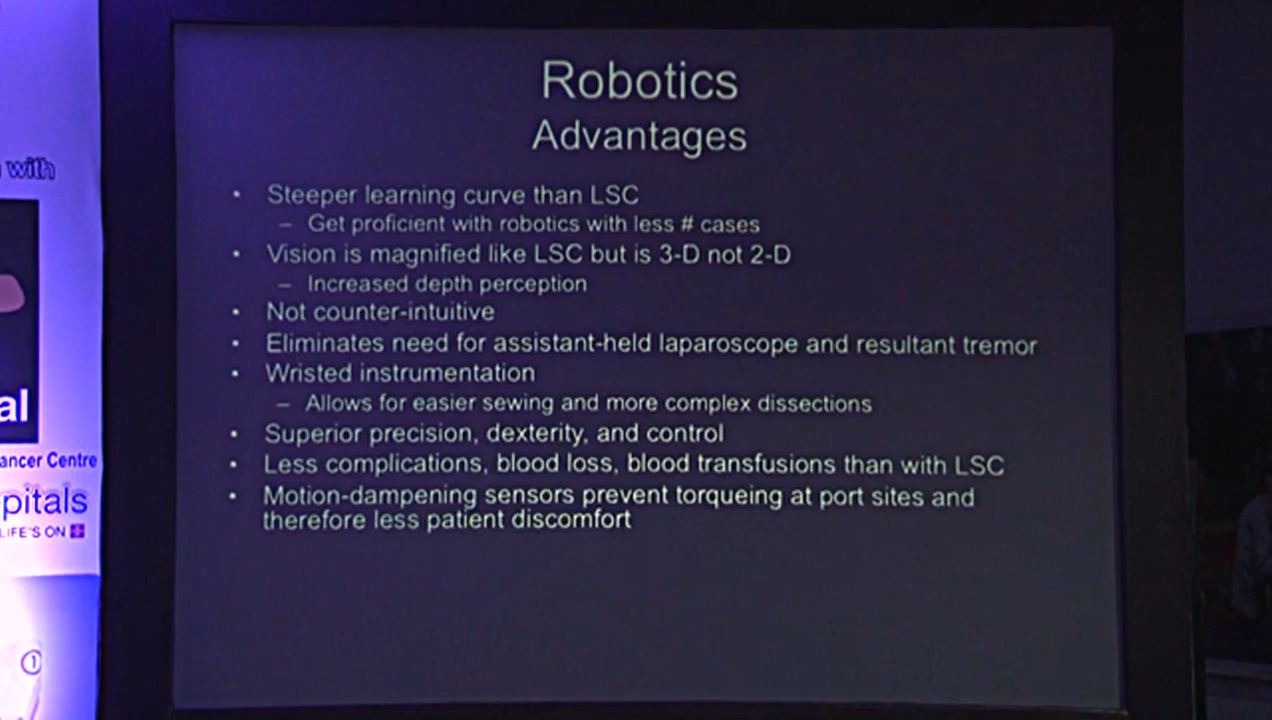 with
al
ancer Centre
pitals
LIFE'S ON
1
Robotics
Advantages
• Steeper learning curve than LSC
– Get proficient with robotics with less # cases
• Vision is magnified like LSC but is 3-D not 2-D
– Increased depth perception
• Not counter-intuitive
• Eliminates need for assistant-held laparoscope and resultant tremor
• Wristed instrumentation
– Allows for easier sewing and more complex dissections
• Superior precision, dexterity, and control
• Less complications, blood loss, blood transfusions than with LSC
• Motion-dampening sensors prevent torqueing at port sites and
therefore less patient discomfort